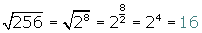 √256 = √2⁸ = 2^(8/2) = 2⁴ = 16